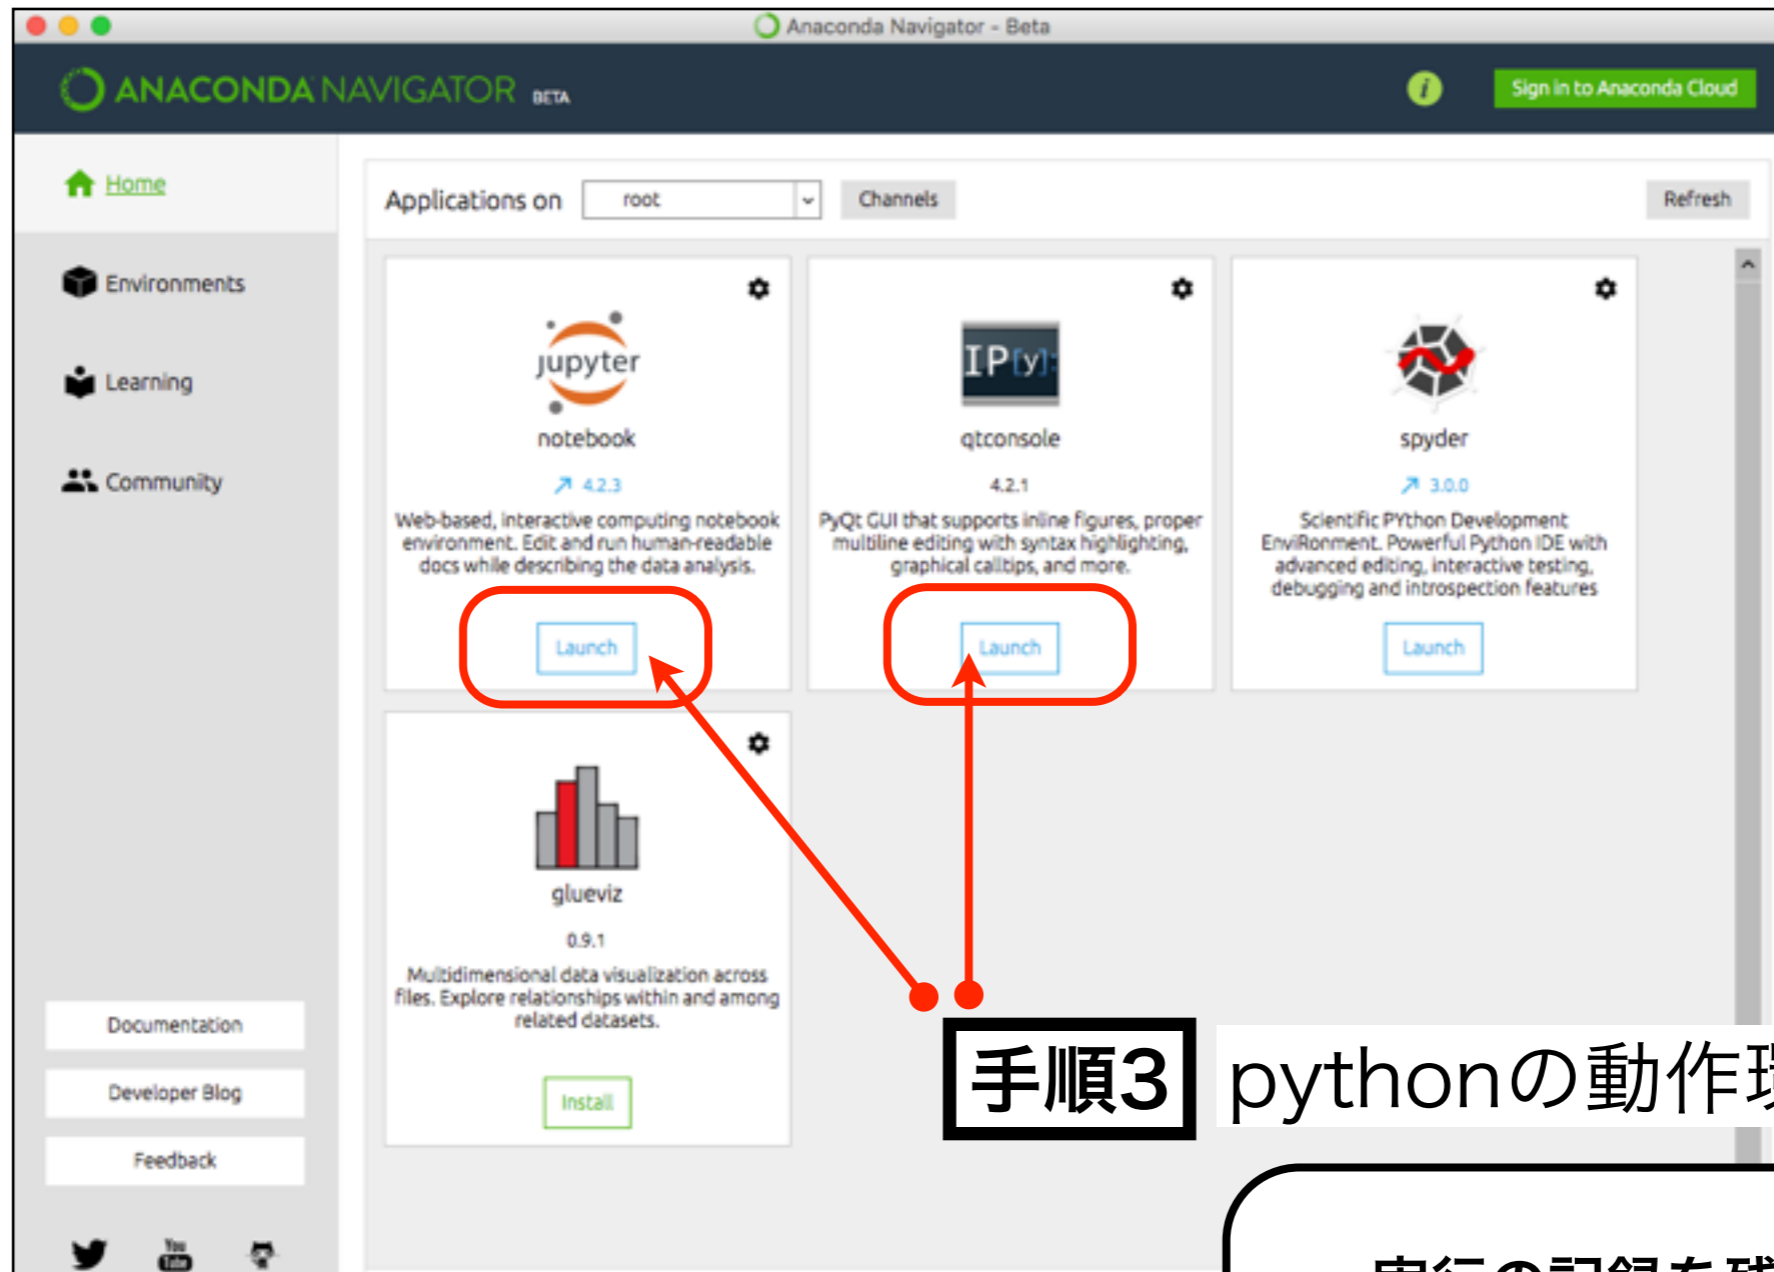 Anaconda Navigator - Beta
ANACONDA NAVIGATOR BETA
i
Sign in to Anaconda Cloud
Home
Environments
Learning
Community
Applications on
root
Channels
Refresh
jupyter
notebook
4.2.3
Web-based, interactive computing notebook
environment. Edit and run human-readable
docs while describing the data analysis.
Launch
IP[y]:
qtconsole
4.2.1
PyQt GUI that supports inline figures, proper
multiline editing with syntax highlighting,
graphical calltips, and more.
Launch
spyder
3.0.0
Scientific PYthon Development
EnviRonment. Powerful Python IDE with
advanced editing, interactive testing,
debugging and introspection features
Launch
glueviz
0.9.1
Multidimensional data visualization across
files. Explore relationships within and among
related datasets.
Install
手順3
pythonの動作
Documentation
Developer Blog
Feedback
You
Tube